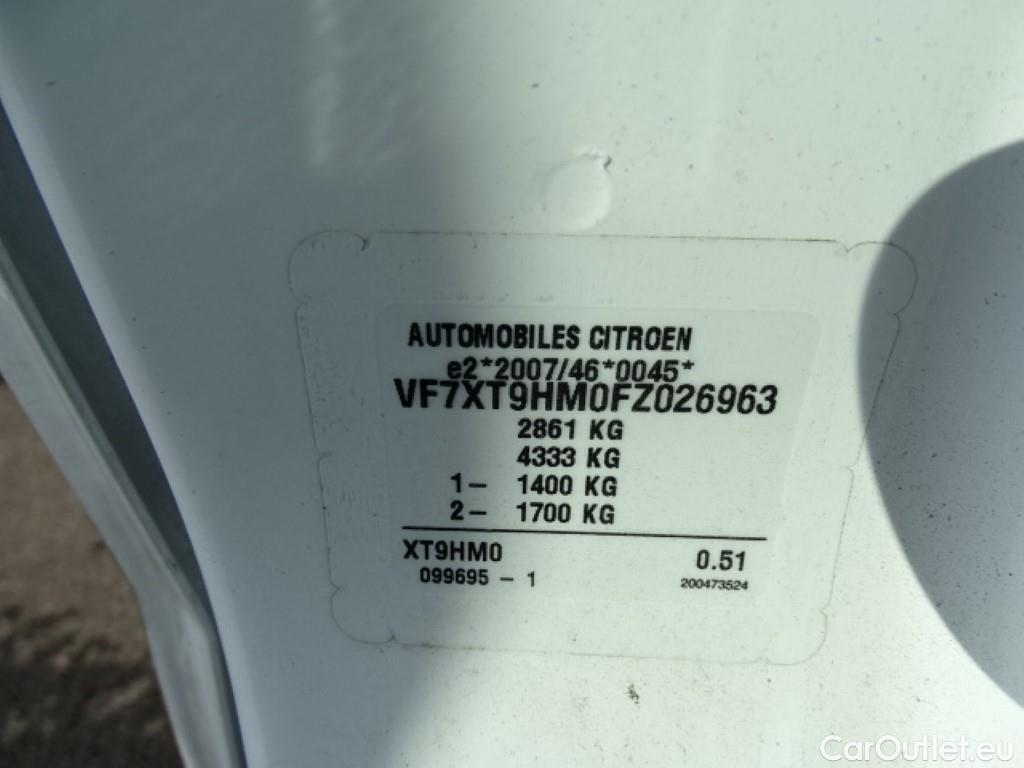 AUTOMOBILES CITROEN
e2*2007/46*0045*
VF7XT9HM0FZ026963
2861 KG
4333 KG
1- 1400 KG
2- 1700 KG
XT9HM0 0.51
099695 - 1 200473524
CarOutlet.eu